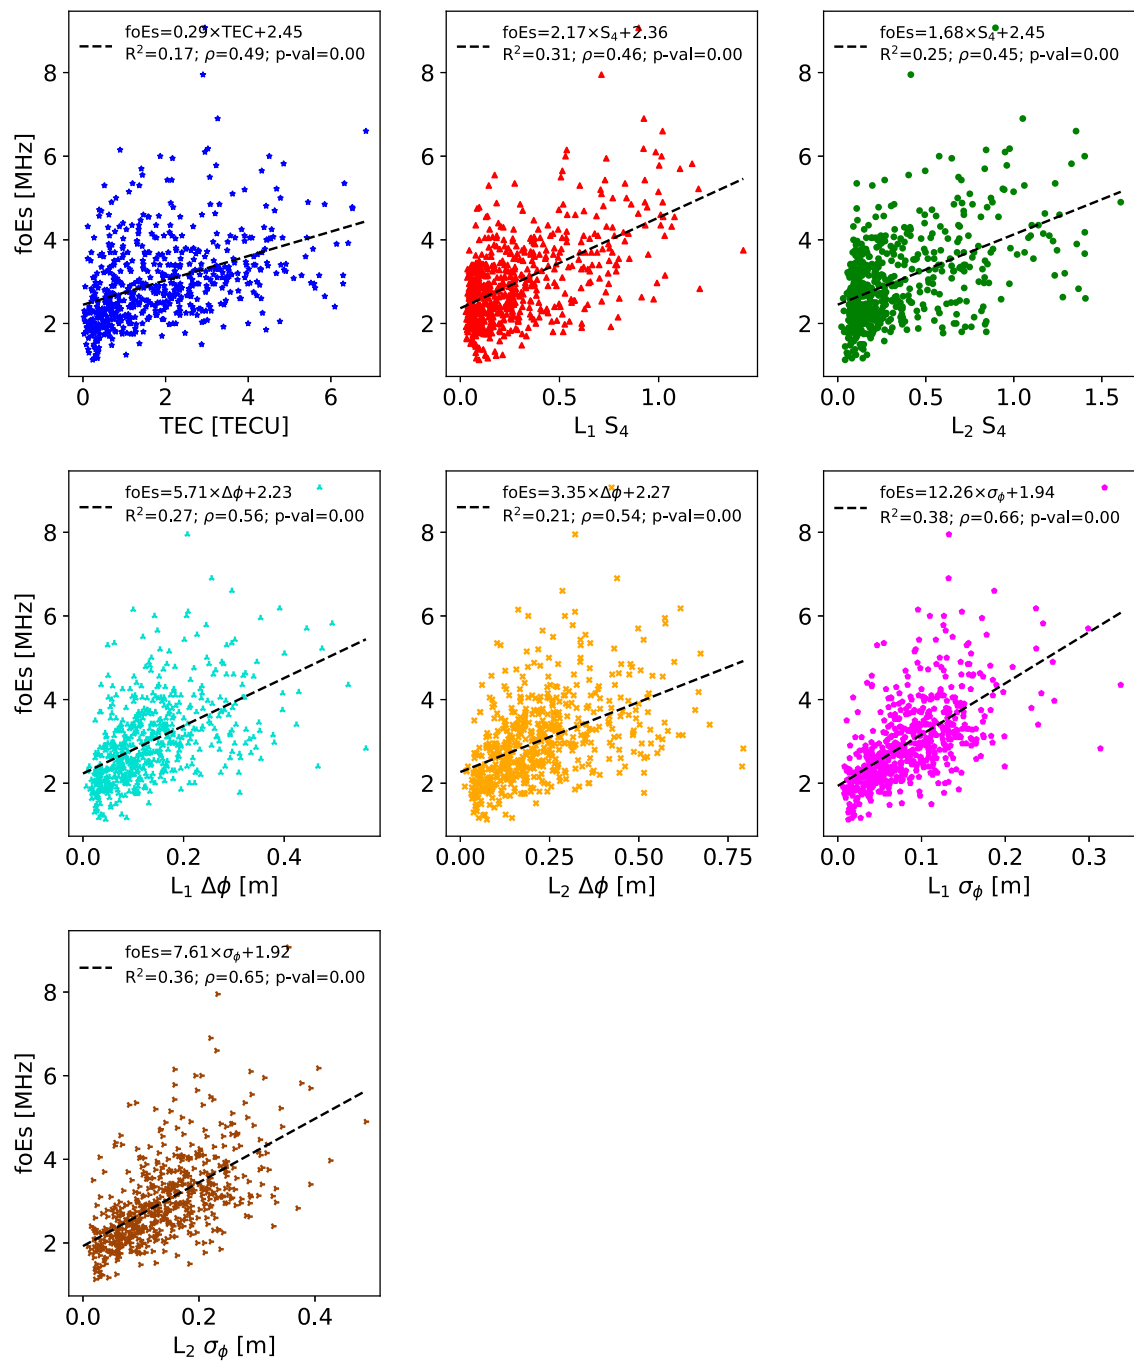 foEs=0.29×TEC+2.45
R²=0.17; ρ=0.49; p-val=0.00
foEs [MHz]
8
6
4
2
0 2 4 6
TEC [TECU]
foEs=2.17×S₄+2.36
R²=0.31; ρ=0.46; p-val=0.00
8
6
4
2
0.0 0.5 1.0
L₁ S₄
foEs=1.68×S₄+2.45
R²=0.25; ρ=0.45; p-val=0.00
8
6
4
2
0.0 0.5 1.0 1.5
L₂ S₄
foEs=5.71×Δϕ+2.23
R²=0.27; ρ=0.56; p-val=0.00
foEs [MHz]
8
6
4
2
0.0 0.2 0.4
L₁ Δϕ [m]
foEs=3.35×Δϕ+2.27
R²=0.21; ρ=0.54; p-val=0.00
8
6
4
2
0.00 0.25 0.50 0.75
L₂ Δϕ [m]
foEs=12.26×σ_ϕ+1.94
R²=0.38; ρ=0.66; p-val=0.00
8
6
4
2
0.0 0.1 0.2 0.3
L₁ σ_ϕ [m]
foEs=7.61×σ_ϕ+1.92
R²=0.36; ρ=0.65; p-val=0.00
foEs [MHz]
8
6
4
2
0.0 0.2 0.4
L₂ σ_ϕ [m]